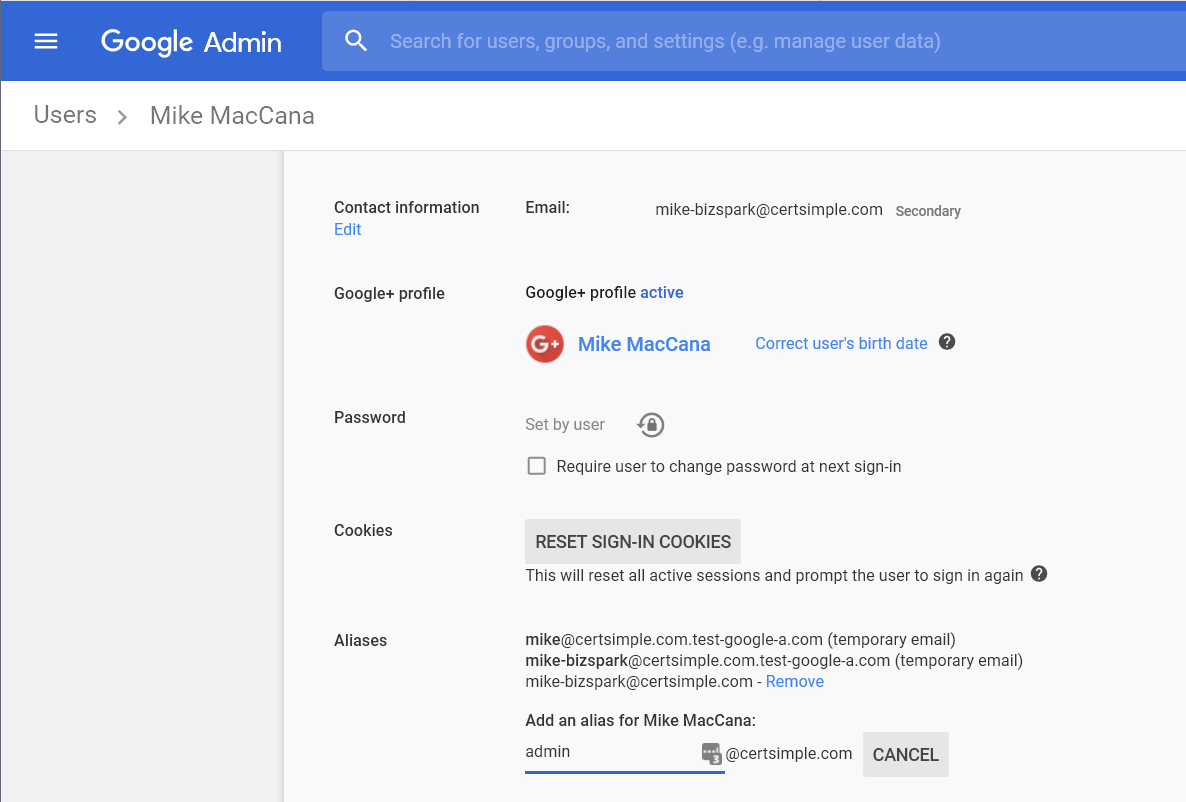 Google Admin
Search for users, groups, and settings (e.g. manage user data)
Users > Mike MacCana
Contact information
Edit
Email:
mike-bizspark@certsimple.com Secondary
Google+ profile
Google+ profile active
G+ Mike MacCana
Correct user's birth date ?
Password
Set by user
Require user to change password at next sign-in
Cookies
RESET SIGN-IN COOKIES
This will reset all active sessions and prompt the user to sign in again ?
Aliases
mike@certsimple.com.test-google-a.com (temporary email)
mike-bizspark@certsimple.com.test-google-a.com (temporary email)
mike-bizspark@certsimple.com - Remove
Add an alias for Mike MacCana:
admin 3 @certsimple.com CANCEL